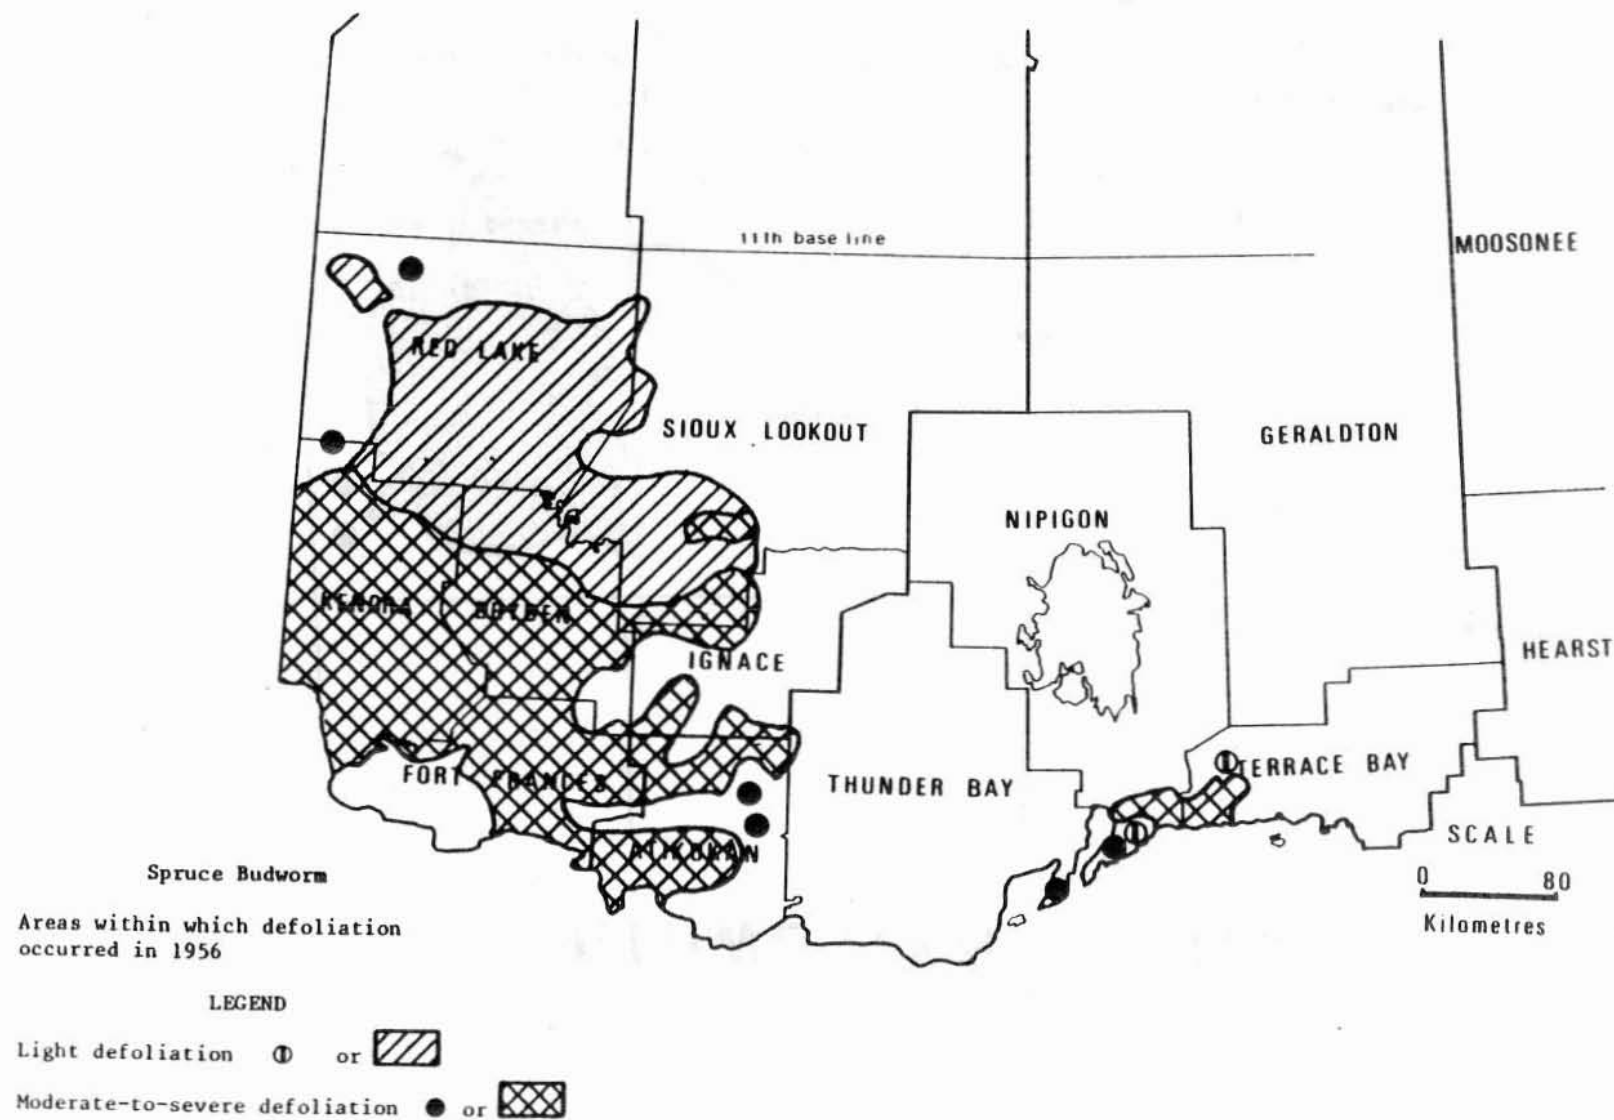 11th base line
MOOSONEE
RED LAKE
SIOUX LOOKOUT
GERALDTON
NIPIGON
KENORA
DRYDEN
IGNACE
HEARST
FORT FRANCES
THUNDER BAY
TERRACE BAY
ATIKOKAN
SCALE
0 80
Kilometres
Spruce Budworm
Areas within which defoliation
occurred in 1956
LEGEND
Light defoliation or
Moderate-to-severe defoliation or